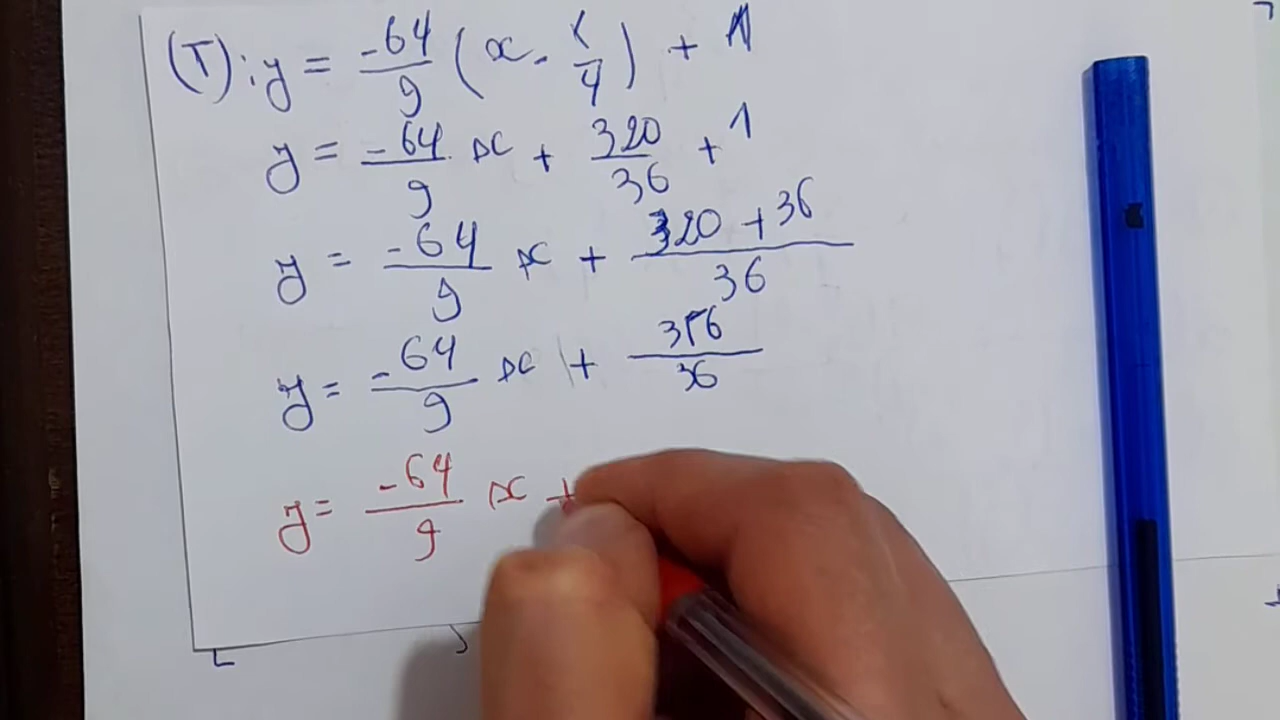 (T): y = -64/9 (x - 5/4) + 1
y = -64/9 x + 320/36 + 1
y = -64/9 x + 320 + 36/36
y = -64/9 x + 356/36
y = -64/9 x +